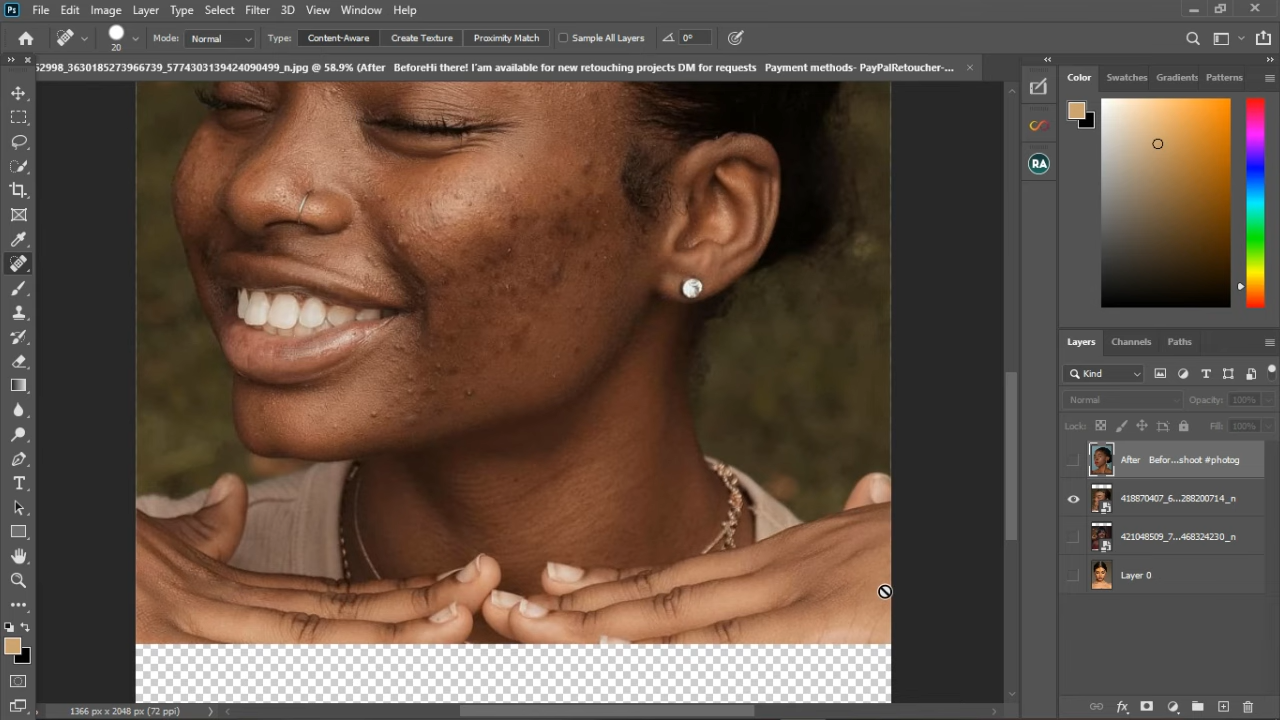 Ps File Edit Image Layer Type Select Filter 3D View Window Help
20 Mode: Normal Type: Content-Aware Create Texture Proximity Match Sample All Layers 0°
52998_3630185273966739_5774303139424090499_n.jpg @ 58.9% (After BeforeHi there! I'am available for new retouching projects DM for requests Payment methods- PayPalRetoucher-...
Color Swatches Gradients Patterns
RA
Layers Channels Paths
Kind
Normal Opacity: 100%
Lock: Fill: 100%
After Befor...shoot #photog
418870407_6...288200714_n
421048509_7...468324230_n
Layer 0
1366 px x 2048 px (72 ppi)
fx